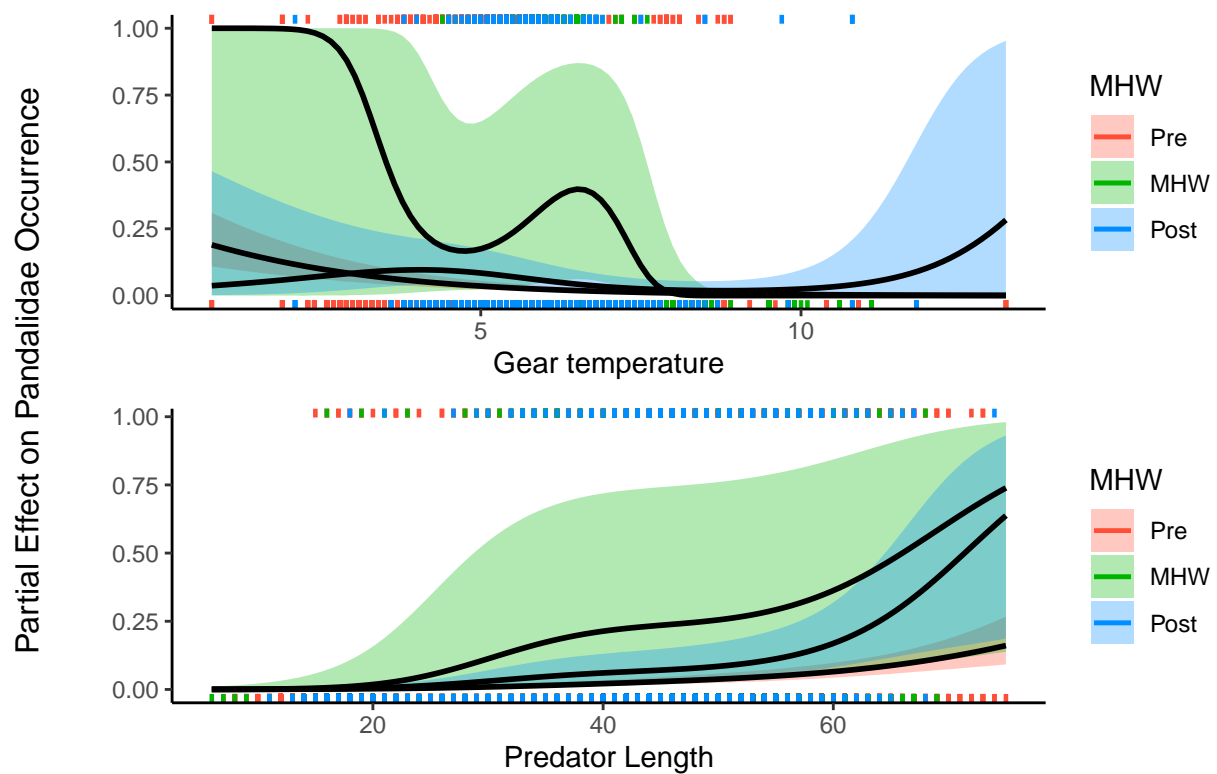 Partial Effect on Pandalidae Occurrence
1.00
0.75
0.50
0.25
0.00
5
10
Gear temperature
MHW
Pre
MHW
Post
1.00
0.75
0.50
0.25
0.00
20
40
60
Predator Length
MHW
Pre
MHW
Post